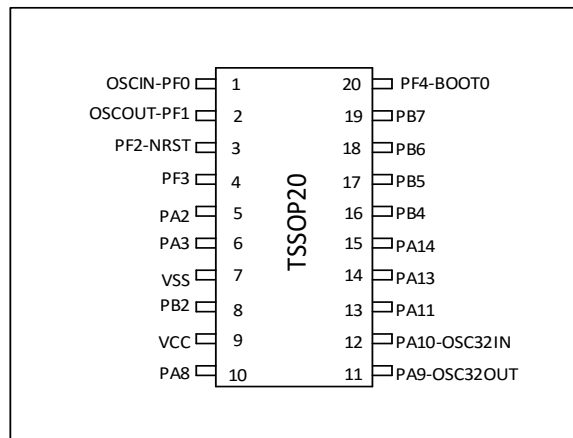 OSCIN-PF0 1 20 PF4-BOOT0
OSCOUT-PF1 2 19 PB7
PF2-NRST 3 18 PB6
PF3 4 17 PB5
PA2 5 16 PB4
PA3 6 15 PA14
VSS 7 14 PA13
PB2 8 13 PA11
VCC 9 12 PA10-OSC32IN
PA8 10 11 PA9-OSC32OUT
TSSOP20